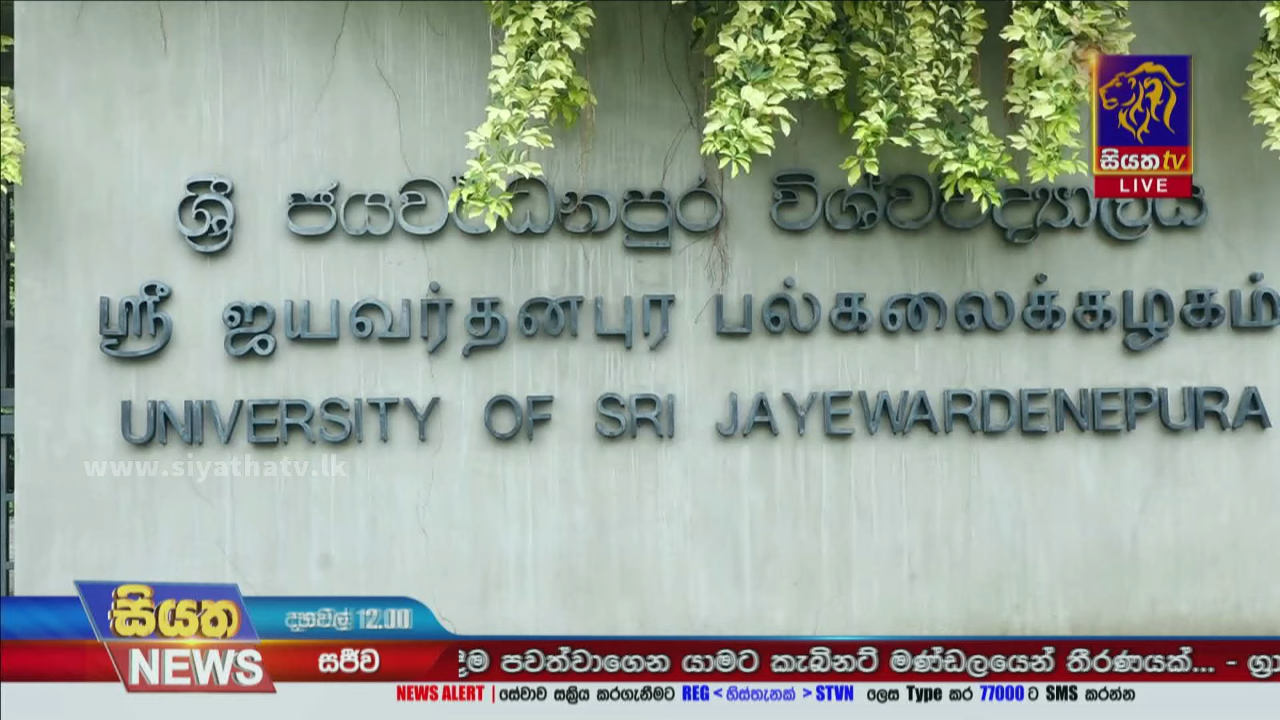 සියත tv
LIVE
ශ්‍රී ජයවර්ධනපුර විශ්වවිද්‍යාලය
ஸ்ரீ ஜயவர்தனபுர பல்கலைக்கழகம்
UNIVERSITY OF SRI JAYEWARDENEPURA
www.siyathatv.lk
සියත
NEWS
දහවල් 12.00
සජීව
දිම පවත්වාගෙන යාමට කැබිනට් මණ්ඩලයෙන් තීරණයක්... - ග්‍රා
NEWS ALERT | සේවාව සක්‍රීය කරගැනීමට REG < හිස්තැනක් > STVN ලෙස Type කර 77000 ට SMS කරන්න